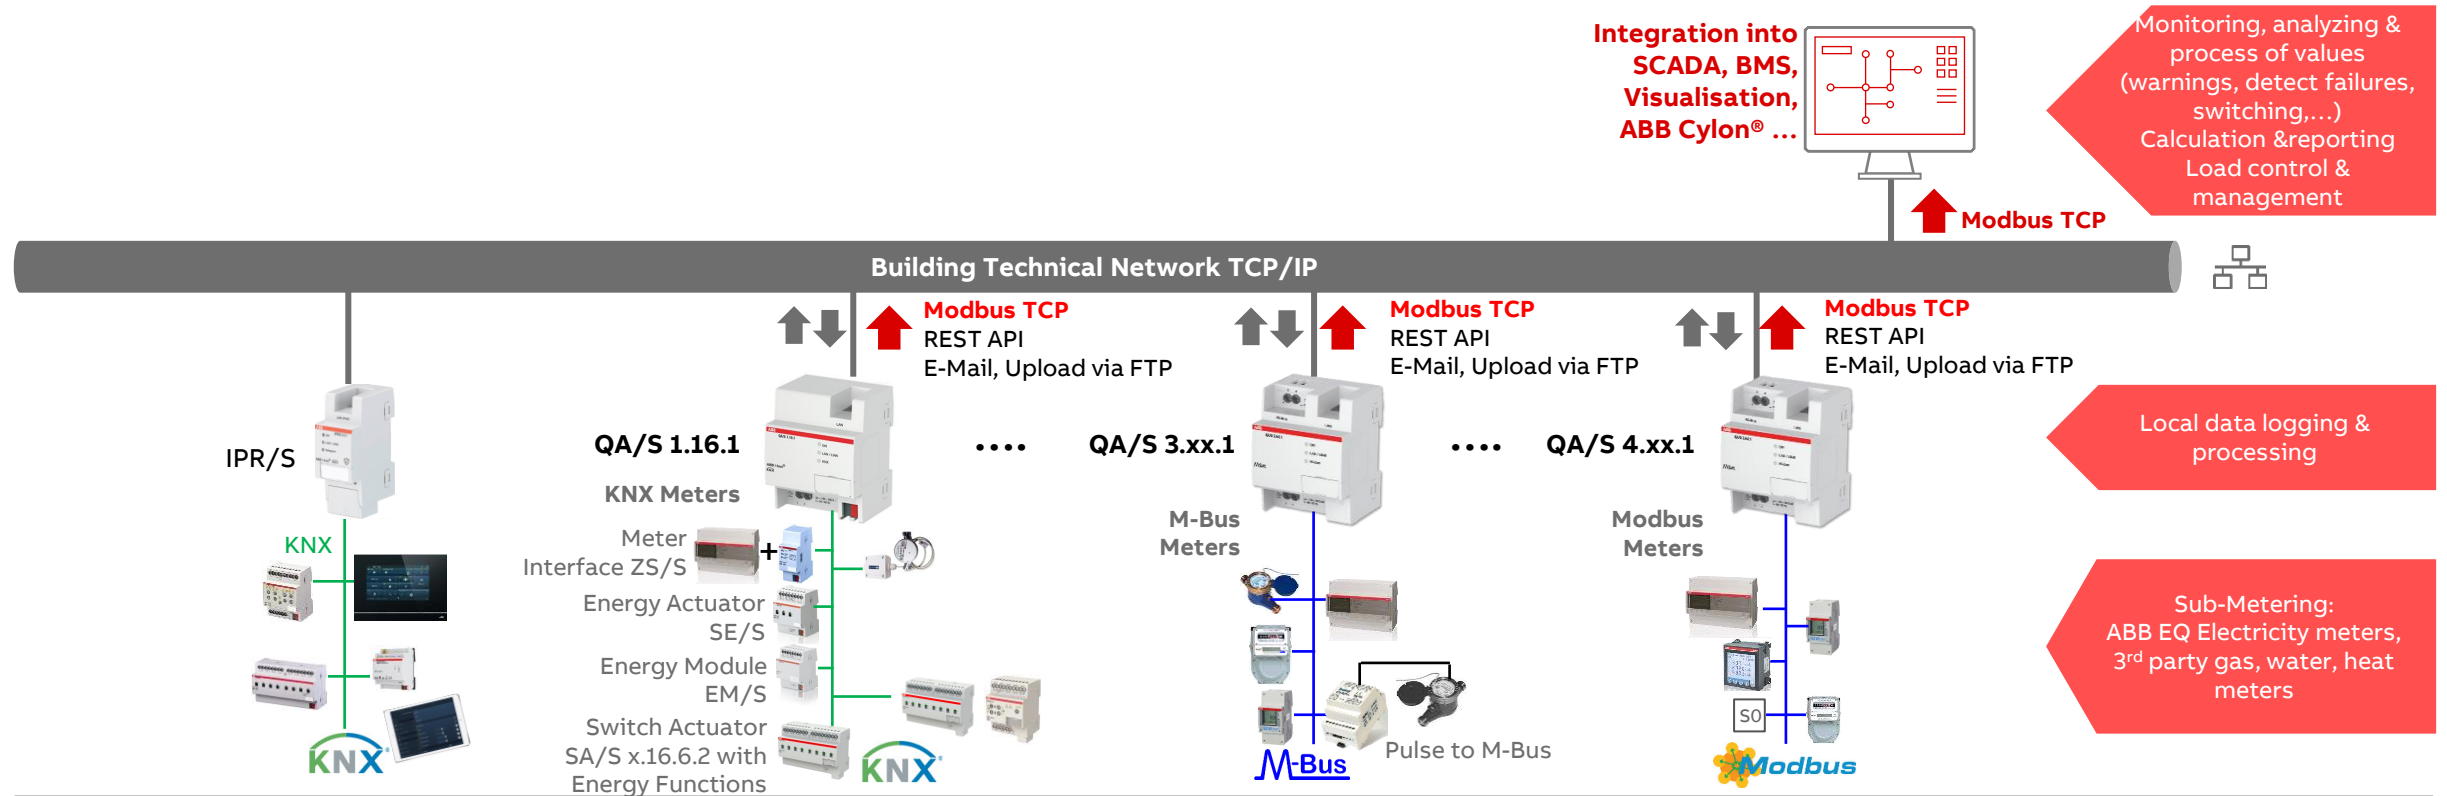 Integration into
SCADA, BMS,
Visualisation,
ABB Cylon® ...
Monitoring, analyzing &
process of values
(warnings, detect failures,
switching,...)
Calculation &reporting
Load control &
management
Modbus TCP
Building Technical Network TCP/IP
Modbus TCP
REST API
E-Mail, Upload via FTP
Modbus TCP
REST API
E-Mail, Upload via FTP
Modbus TCP
REST API
E-Mail, Upload via FTP
IPR/S
QA/S 1.16.1
....
QA/S 3.xx.1
....
QA/S 4.xx.1
Local data logging &
processing
KNX Meters
M-Bus
Meters
Modbus
Meters
KNX
Meter
Interface ZS/S
+
Energy Actuator
SE/S
Energy Module
EM/S
Switch Actuator
SA/S x.16.6.2 with
Energy Functions
Sub-Metering:
ABB EQ Electricity meters,
3rd party gas, water, heat
meters
S0
Pulse to M-Bus
KNX®
KNX®
M-Bus
Modbus